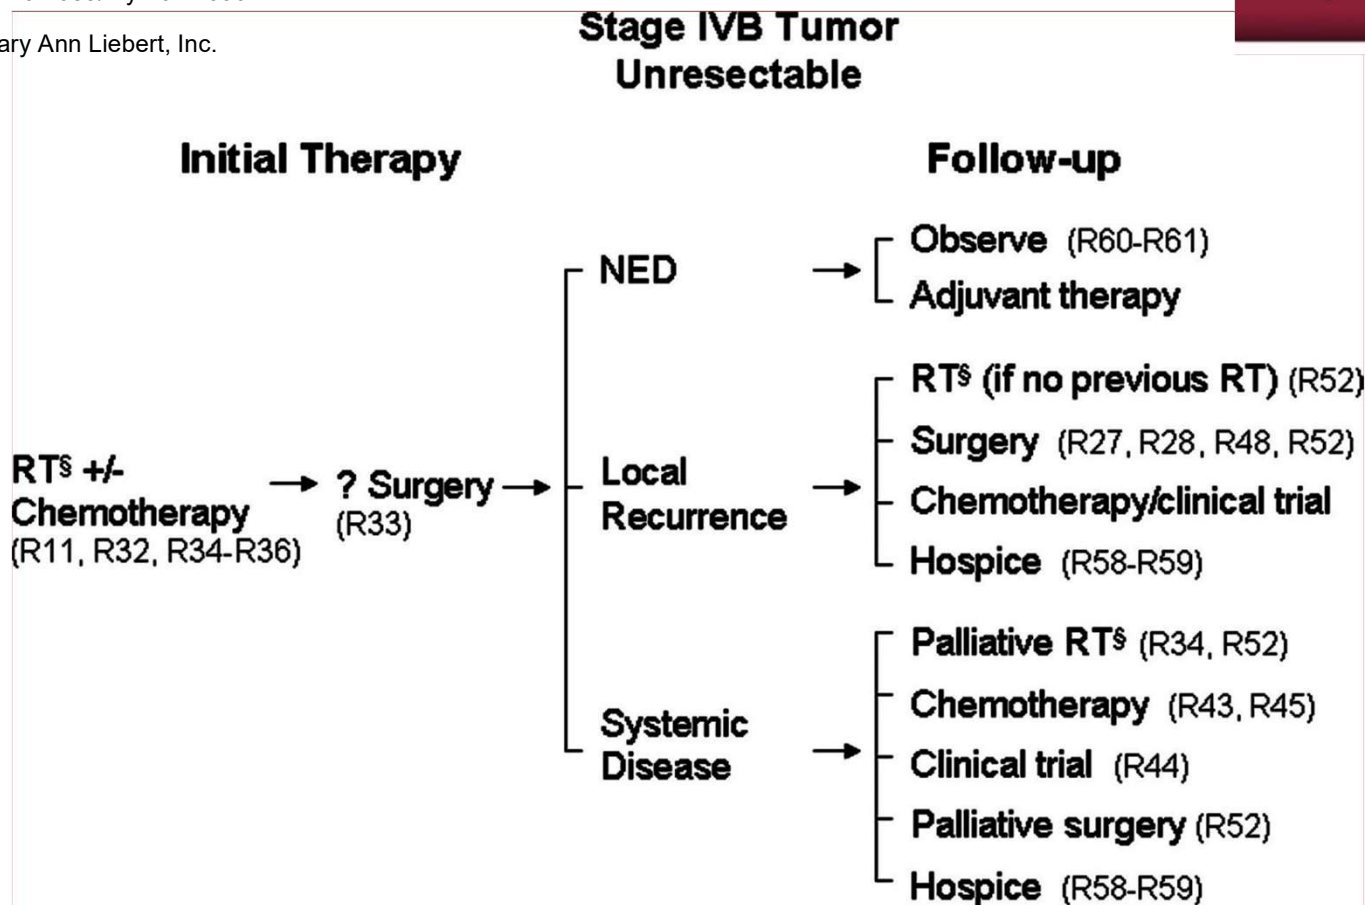 ary Ann Liebert, Inc.
Stage IVB Tumor
Unresectable
Initial Therapy
Follow-up
RT§ +/-
Chemotherapy
(R11, R32, R34-R36)
? Surgery
(R33)
NED
Observe (R60-R61)
Adjuvant therapy
Local
Recurrence
RT§ (if no previous RT) (R52)
Surgery (R27, R28, R48, R52)
Chemotherapy/clinical trial
Hospice (R58-R59)
Systemic
Disease
Palliative RT§ (R34, R52)
Chemotherapy (R43, R45)
Clinical trial (R44)
Palliative surgery (R52)
Hospice (R58-R59)